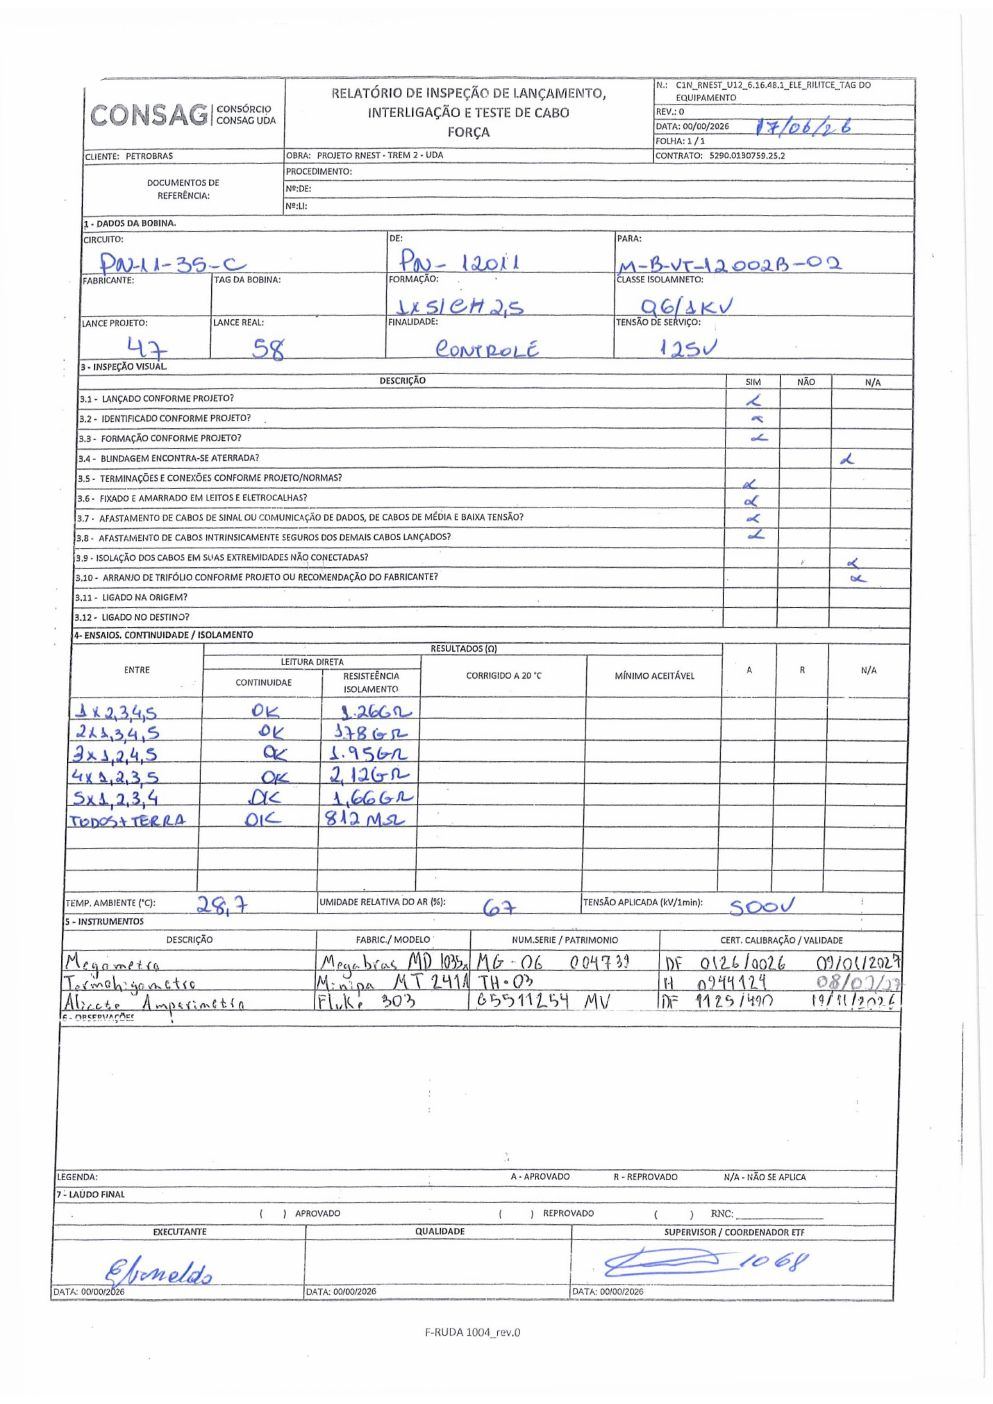 CONSAG CONSÓRCIO CONSAG UDA
RELATÓRIO DE INSPEÇÃO DE LANÇAMENTO,
INTERLIGAÇÃO E TESTE DE CABO
FORÇA
N.: C1N_RNEST_U12_6.16.48.1_ELE_RILITCE_TAG DO
EQUIPAMENTO
REV.: 0
DATA: 00/00/2026 17/06/26
FOLHA: 1 / 1
CLIENTE: PETROBRAS OBRA: PROJETO RNEST - TREM 2 - UDA CONTRATO: 5290.0130759.25.2
DOCUMENTOS DE
REFERÊNCIA:
PROCEDIMENTO:
Nº:DE:
Nº:LI:
1 - DADOS DA BOBINA.
CIRCUITO: DE: PARA:
PN-11-35-C PN- 12011 M-B-VT-12002B-02
FABRICANTE: TAG DA BOBINA: FORMAÇÃO: CLASSE ISOLAMNETO:
1x5/C# 2,5 0,6/1KV
LANCE PROJETO: LANCE REAL: FINALIDADE: TENSÃO DE SERVIÇO:
47 58 CONTROLE 125V
3 - INSPEÇÃO VISUAL
DESCRIÇÃO SIM NÃO N/A
3.1 - LANÇADO CONFORME PROJETO?
3.2 - IDENTIFICADO CONFORME PROJETO?
3.3 - FORMAÇÃO CONFORME PROJETO?
3.4 - BLINDAGEM ENCONTRA-SE ATERRADA?
3.5 - TERMINAÇÕES E CONEXÕES CONFORME PROJETO/NORMAS?
3.6 - FIXADO E AMARRADO EM LEITOS E ELETROCALHAS?
3.7 - AFASTAMENTO DE CABOS DE SINAL OU COMUNICAÇÃO DE DADOS, DE CABOS DE MÉDIA E BAIXA TENSÃO?
3.8 - AFASTAMENTO DE CABOS INTRINSICAMENTE SEGUROS DOS DEMAIS CABOS LANÇADOS?
3.9 - ISOLAÇÃO DOS CABOS EM SUAS EXTREMIDADES NÃO CONECTADAS?
3.10 - ARRANJO DE TRIFÓLIO CONFORME PROJETO OU RECOMENDAÇÃO DO FABRICANTE?
3.11 - LIGADO NA ORIGEM?
3.12 - LIGADO NO DESTINO?
4- ENSAIOS. CONTINUIDADE / ISOLAMENTO
RESULTADOS (Ω)
ENTRE LEITURA DIRETA CORRIGIDO A 20 °C MÍNIMO ACEITÁVEL A R N/A
CONTINUIDAE RESISTEÊNCIA ISOLAMENTO
1 x 2,3,4,5 OK 1.26GΩ
2x1,3,4,5 OK 1.78GΩ
3x1,2,4,5 OK 1.95GΩ
4x1,2,3,5 OK 2,12GΩ
5x1,2,3,4 OK 1,66GΩ
TODOS+TERRA OK 812 MΩ
TEMP. AMBIENTE (°C): 28,7 UMIDADE RELATIVA DO AR (%): 67 TENSÃO APLICADA (kV/1min): 500V
5 - INSTRUMENTOS
DESCRIÇÃO FABRIC./ MODELO NUM.SERIE / PATRIMONIO CERT. CALIBRAÇÃO / VALIDADE
Megometro Megabras MD 1035x MG-06 004739 DF 0126/0026 09/01/2027
Termohigometro Minipa MT 241A TH-03 H 0944124
Alicate Amperimetro Fluke 303 65511254 MV DF 1125/490 19/11/2026
6 - OBSERVAÇÕES
LEGENDA: A - APROVADO R - REPROVADO N/A - NÃO SE APLICA
7 - LAÚDO FINAL
( ) APROVADO ( ) REPROVADO ( ) RNC:
EXECUTANTE QUALIDADE SUPERVISOR / COORDENADOR ETF
1068
DATA: 00/00/2026 DATA: 00/00/2026 DATA: 00/00/2026
F-RUDA 1004_rev.0